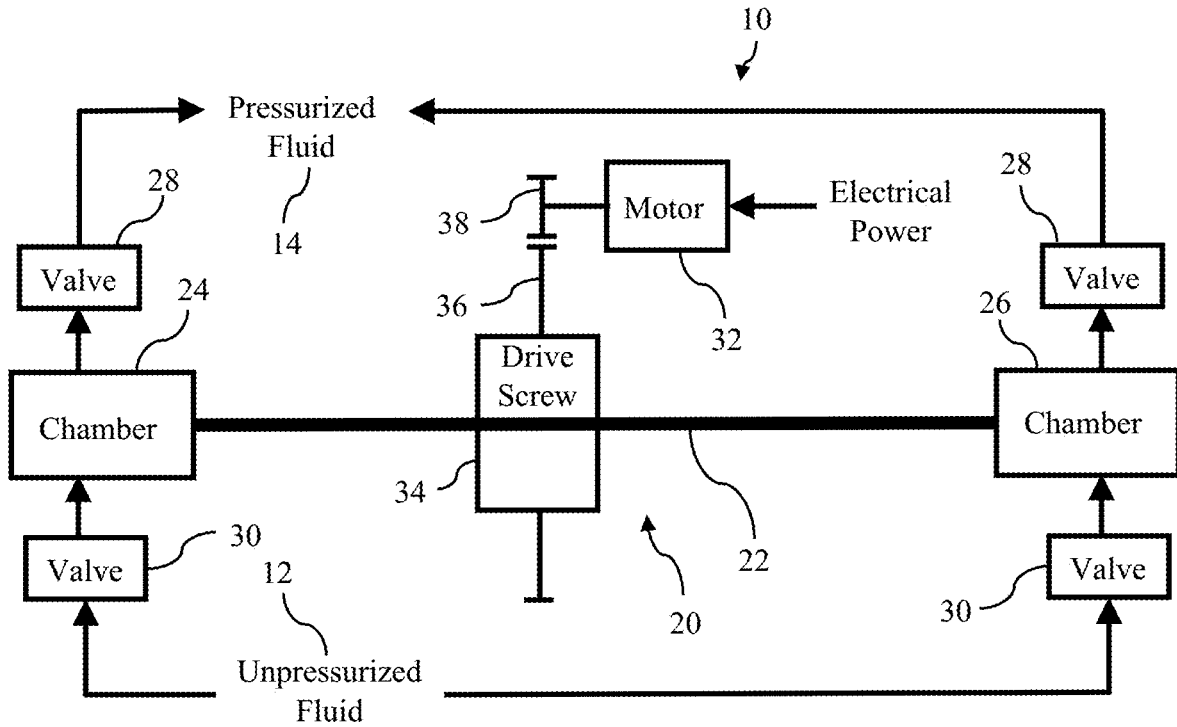 10
Pressurized
Fluid
28
14
38
Motor
Electrical
Power
28
Valve
24
36
32
26
Valve
Drive
Screw
Chamber
Chamber
34
30
12
22
Valve
20
30
Valve
Unpressurized
Fluid